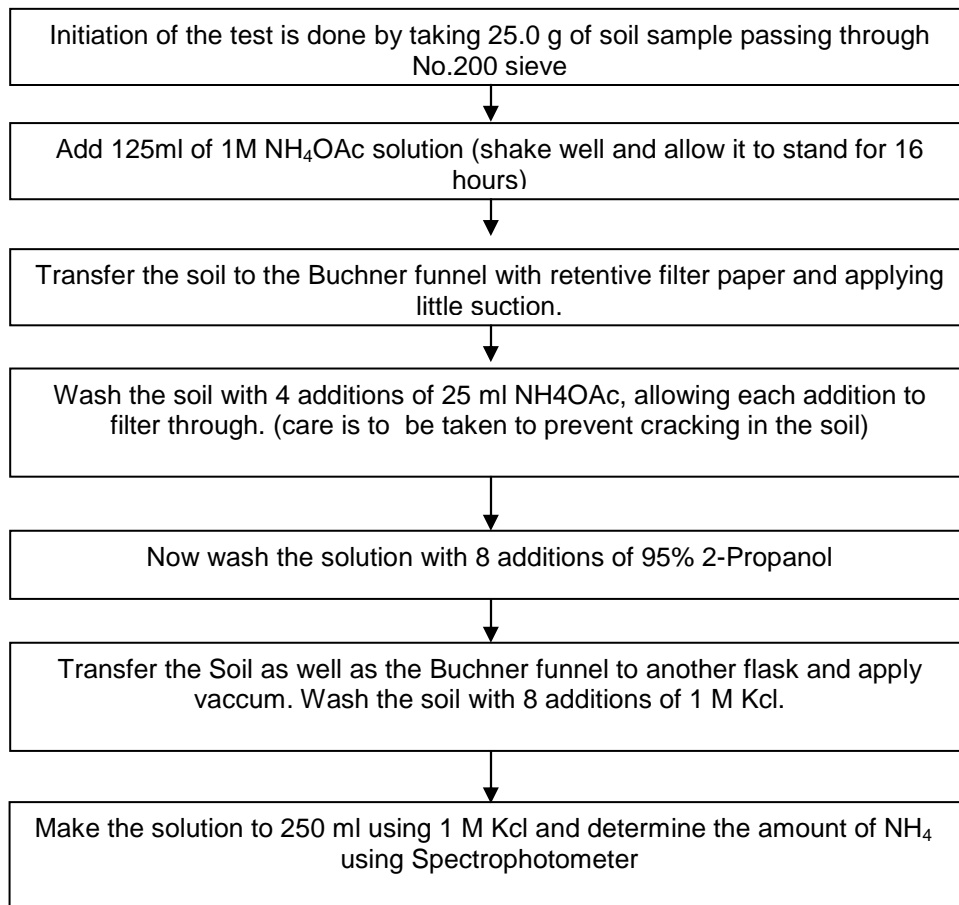 Initiation of the test is done by taking 25.0 g of soil sample passing through
No.200 sieve
Add 125ml of 1M NH₄OAc solution (shake well and allow it to stand for 16
hours)
Transfer the soil to the Buchner funnel with retentive filter paper and applying
little suction.
Wash the soil with 4 additions of 25 ml NH4OAc, allowing each addition to
filter through. (care is to be taken to prevent cracking in the soil)
Now wash the solution with 8 additions of 95% 2-Propanol
Transfer the Soil as well as the Buchner funnel to another flask and apply
vaccum. Wash the soil with 8 additions of 1 M Kcl.
Make the solution to 250 ml using 1 M Kcl and determine the amount of NH₄
using Spectrophotometer